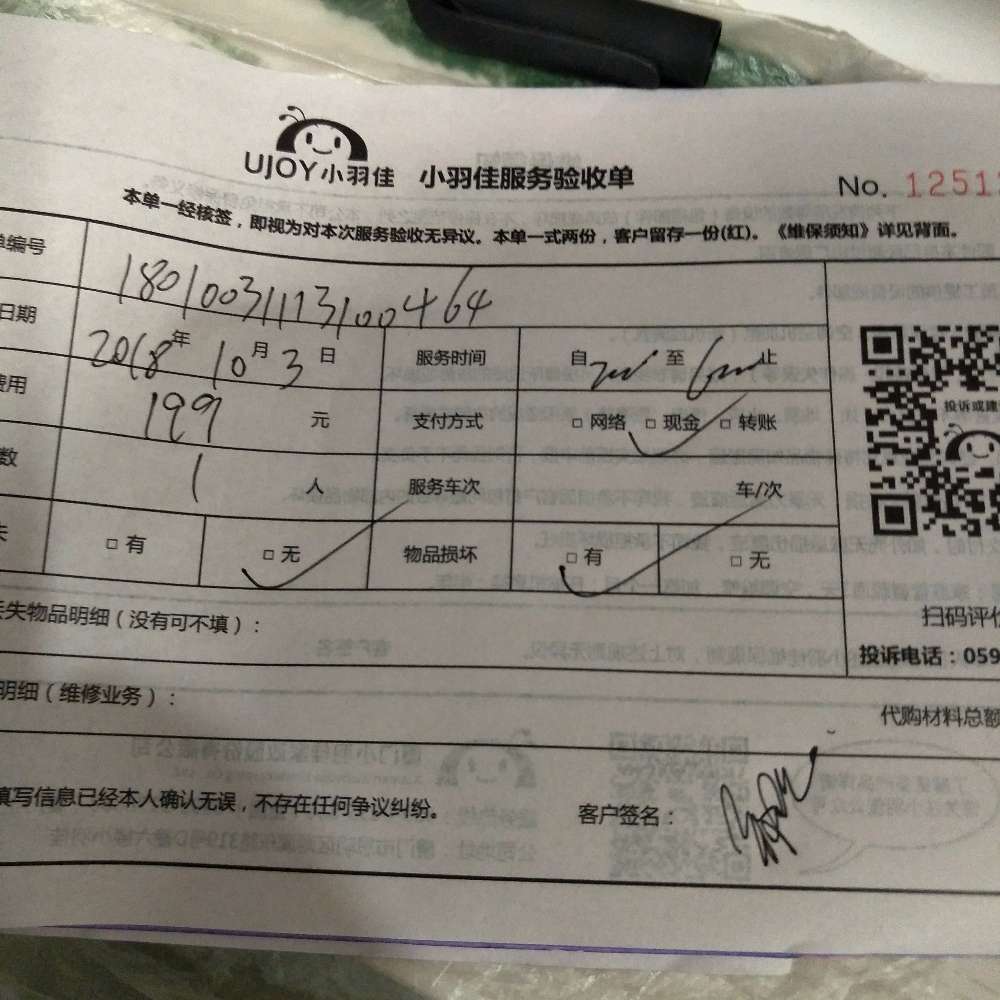 UJOY小羽佳 小羽佳服务验收单
No. 12512
本单一经核签，即视为对本次服务验收无异议。本单一式两份，客户留存一份(红)。《维保须知》详见背面。
单编号 18010031113100464
日期 2018年10月3日 服务时间 自 至 止
费用 199 元 支付方式 □ 网络 □ 现金 □ 转账
数 1 人 服务车次 车/次
失 □ 有 □ 无 物品损坏 □ 有 □ 无
投诉或建
扫码评价
投诉电话：059
丢失物品明细（没有可不填）：
明细（维修业务）：
代购材料总额
填写信息已经本人确认无误，不存在任何争议纠纷。 客户签名：